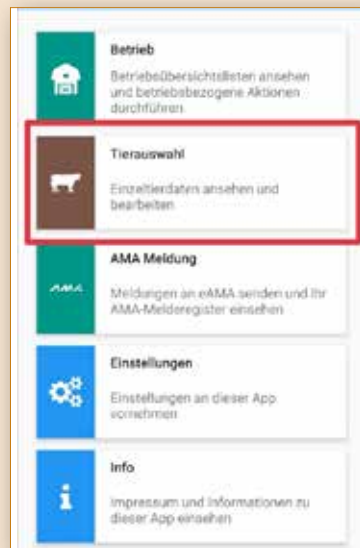 Betrieb
Betriebsübersichtslisten ansehen
und betriebsbezogene Aktionen
durchführen
Tierauswahl
Einzeltierdaten ansehen und
bearbeiten
AMA Meldung
AMA
Meldungen an eAMA senden und Ihr
AMA-Melderegister einsehen
Einstellungen
Einstellungen an dieser App
vornehmen
Info
i
Impressum und Informationen zu
dieser App einsehen